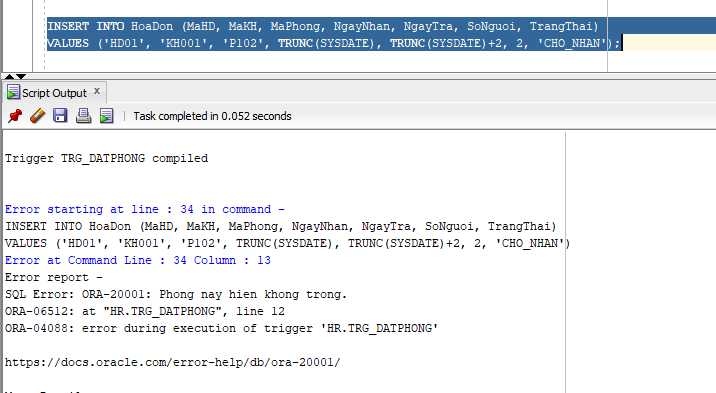 INSERT INTO HoaDon (MaHD, MaKH, MaPhong, NgayNhan, NgayTra, SoNguoi, TrangThai)
VALUES ('HD01', 'KH001', 'P102', TRUNC(SYSDATE), TRUNC(SYSDATE)+2, 2, 'CHO_NHAN');
Script Output x
Task completed in 0.052 seconds
Trigger TRG_DATPHONG compiled
Error starting at line : 34 in command -
INSERT INTO HoaDon (MaHD, MaKH, MaPhong, NgayNhan, NgayTra, SoNguoi, TrangThai)
VALUES ('HD01', 'KH001', 'P102', TRUNC(SYSDATE), TRUNC(SYSDATE)+2, 2, 'CHO_NHAN')
Error at Command Line : 34 Column : 13
Error report -
SQL Error: ORA-20001: Phong nay hien khong trong.
ORA-06512: at "HR.TRG_DATPHONG", line 12
ORA-04088: error during execution of trigger 'HR.TRG_DATPHONG'
https://docs.oracle.com/error-help/db/ora-20001/